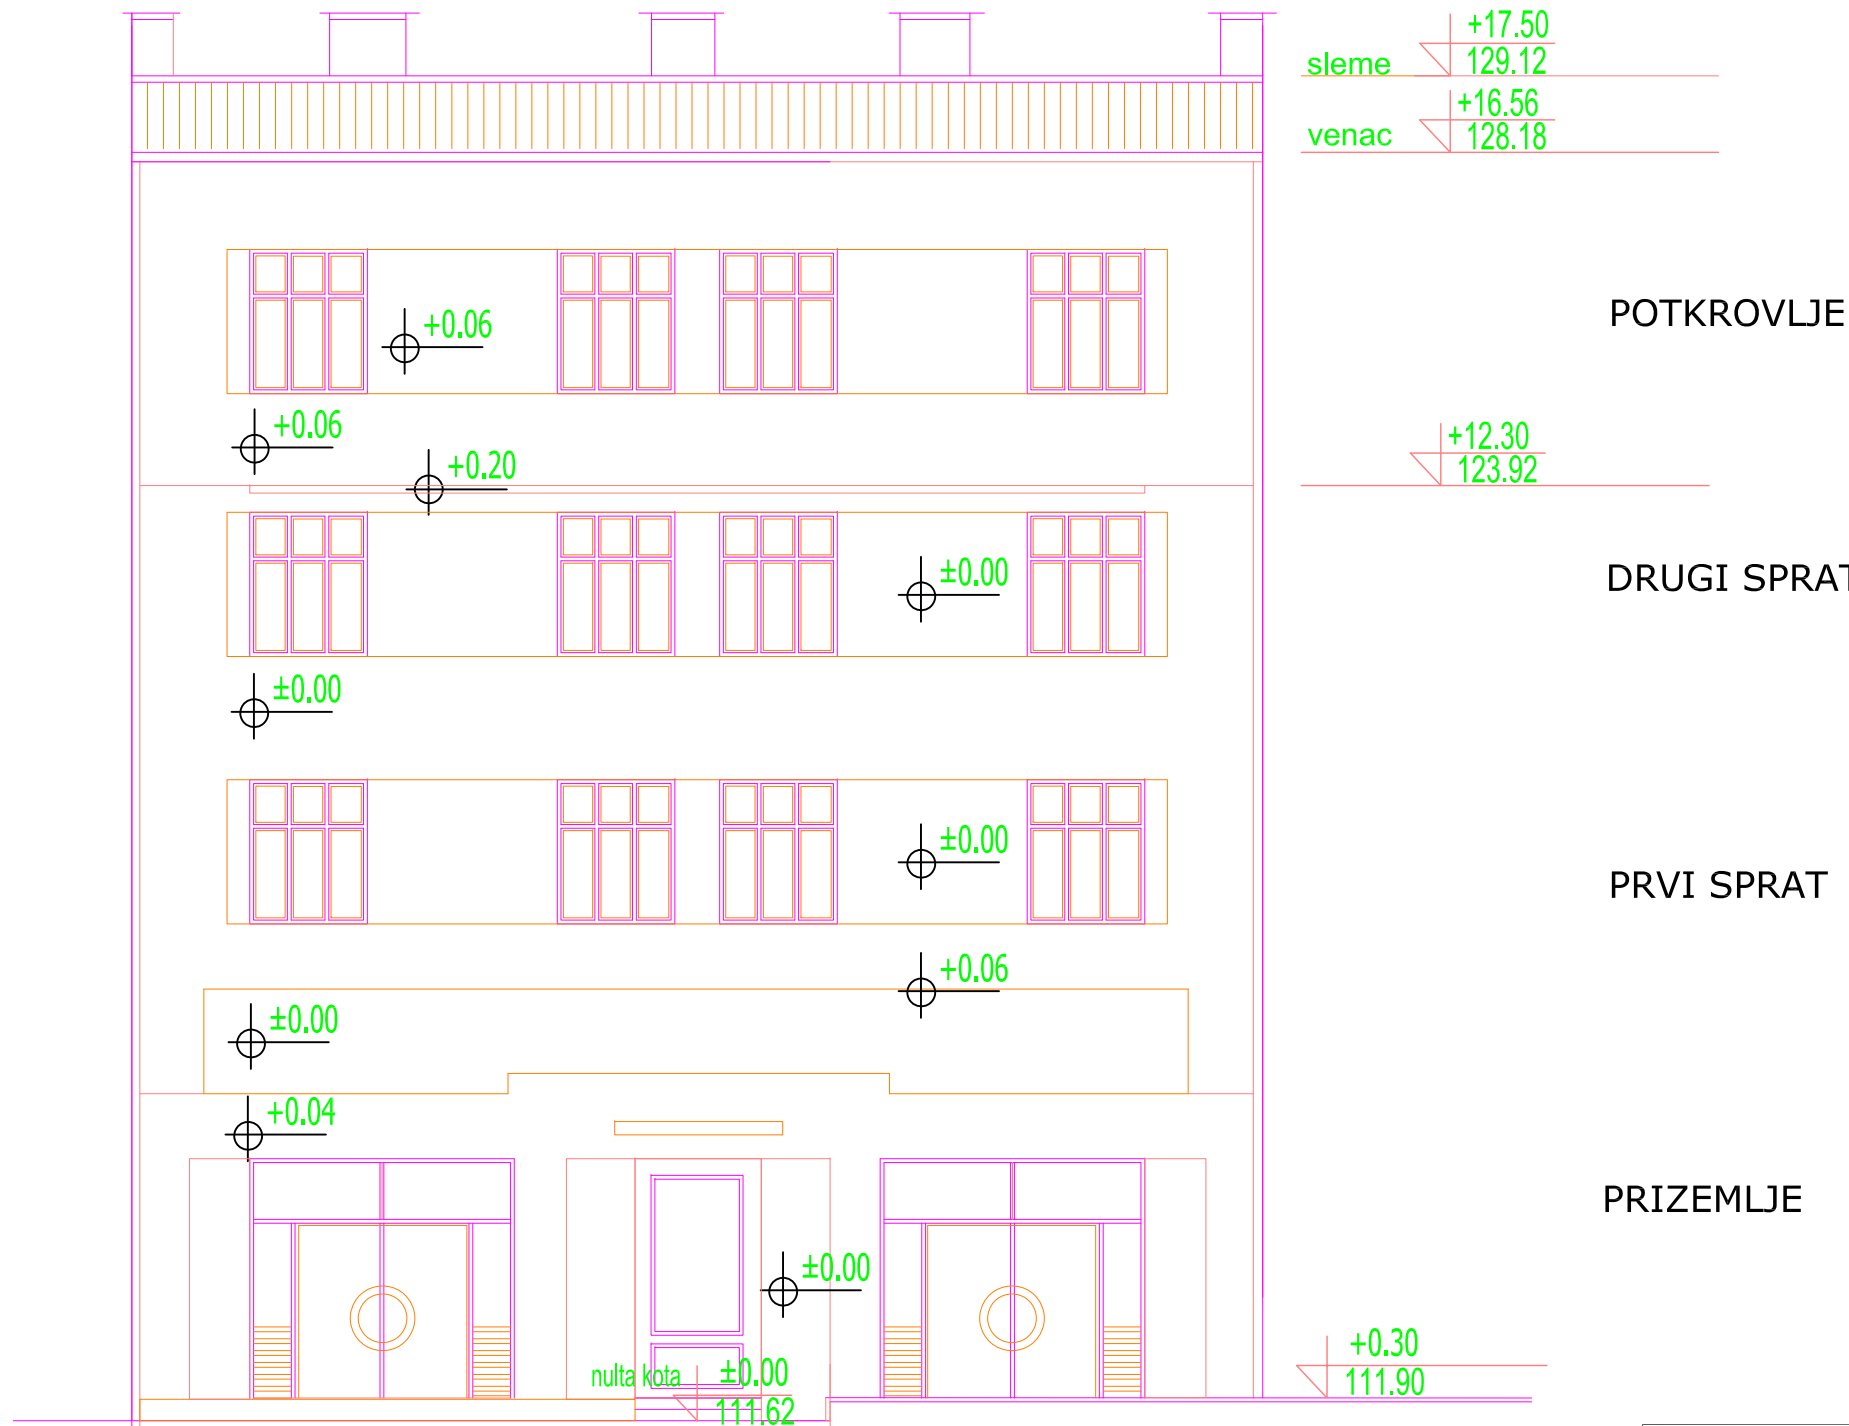 +17.50
sleme 129.12
+16.56
venac 128.18
POTKROVLJE
+0.06
+0.06
+12.30
+0.20
123.92
±0.00
DRUGI SPRAT
±0.00
±0.00
PRVI SPRAT
+0.06
±0.00
+0.04
PRIZEMLJE
±0.00
+0.30
nulta kota ±0.00
111.90
111.62